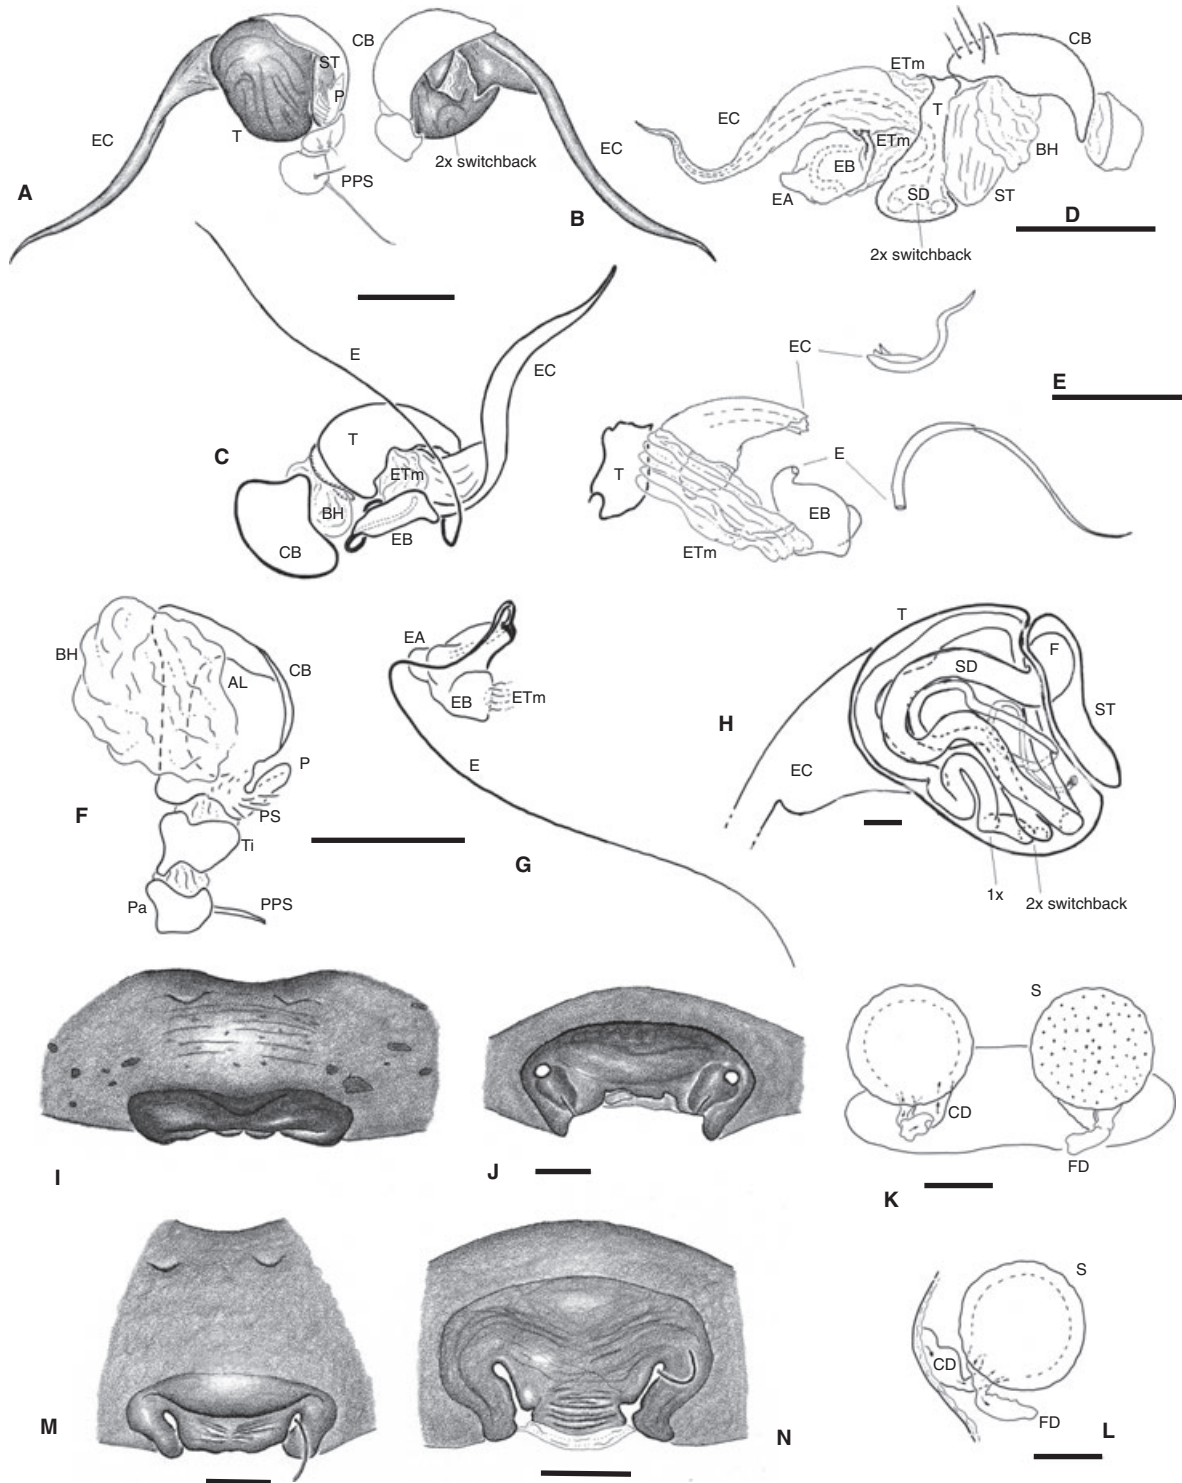 CB
ST
P
EC
T
2x switchback
EC
PPS
A
B
ETm
CB
T
EC
ETm
BH
EB
EA
SD
ST
D
2x switchback
E
EC
T
C
ETm
BH
EB
CB
EC
E
E
T
EB
ETm
BH
AL
CB
P
PS
F
Ti
Pa
PPS
EA
EB
ETm
E
G
T
F
SD
ST
H
EC
1x
2x switchback
I
J
S
CD
FD
K
M
N
S
CD
FD
L